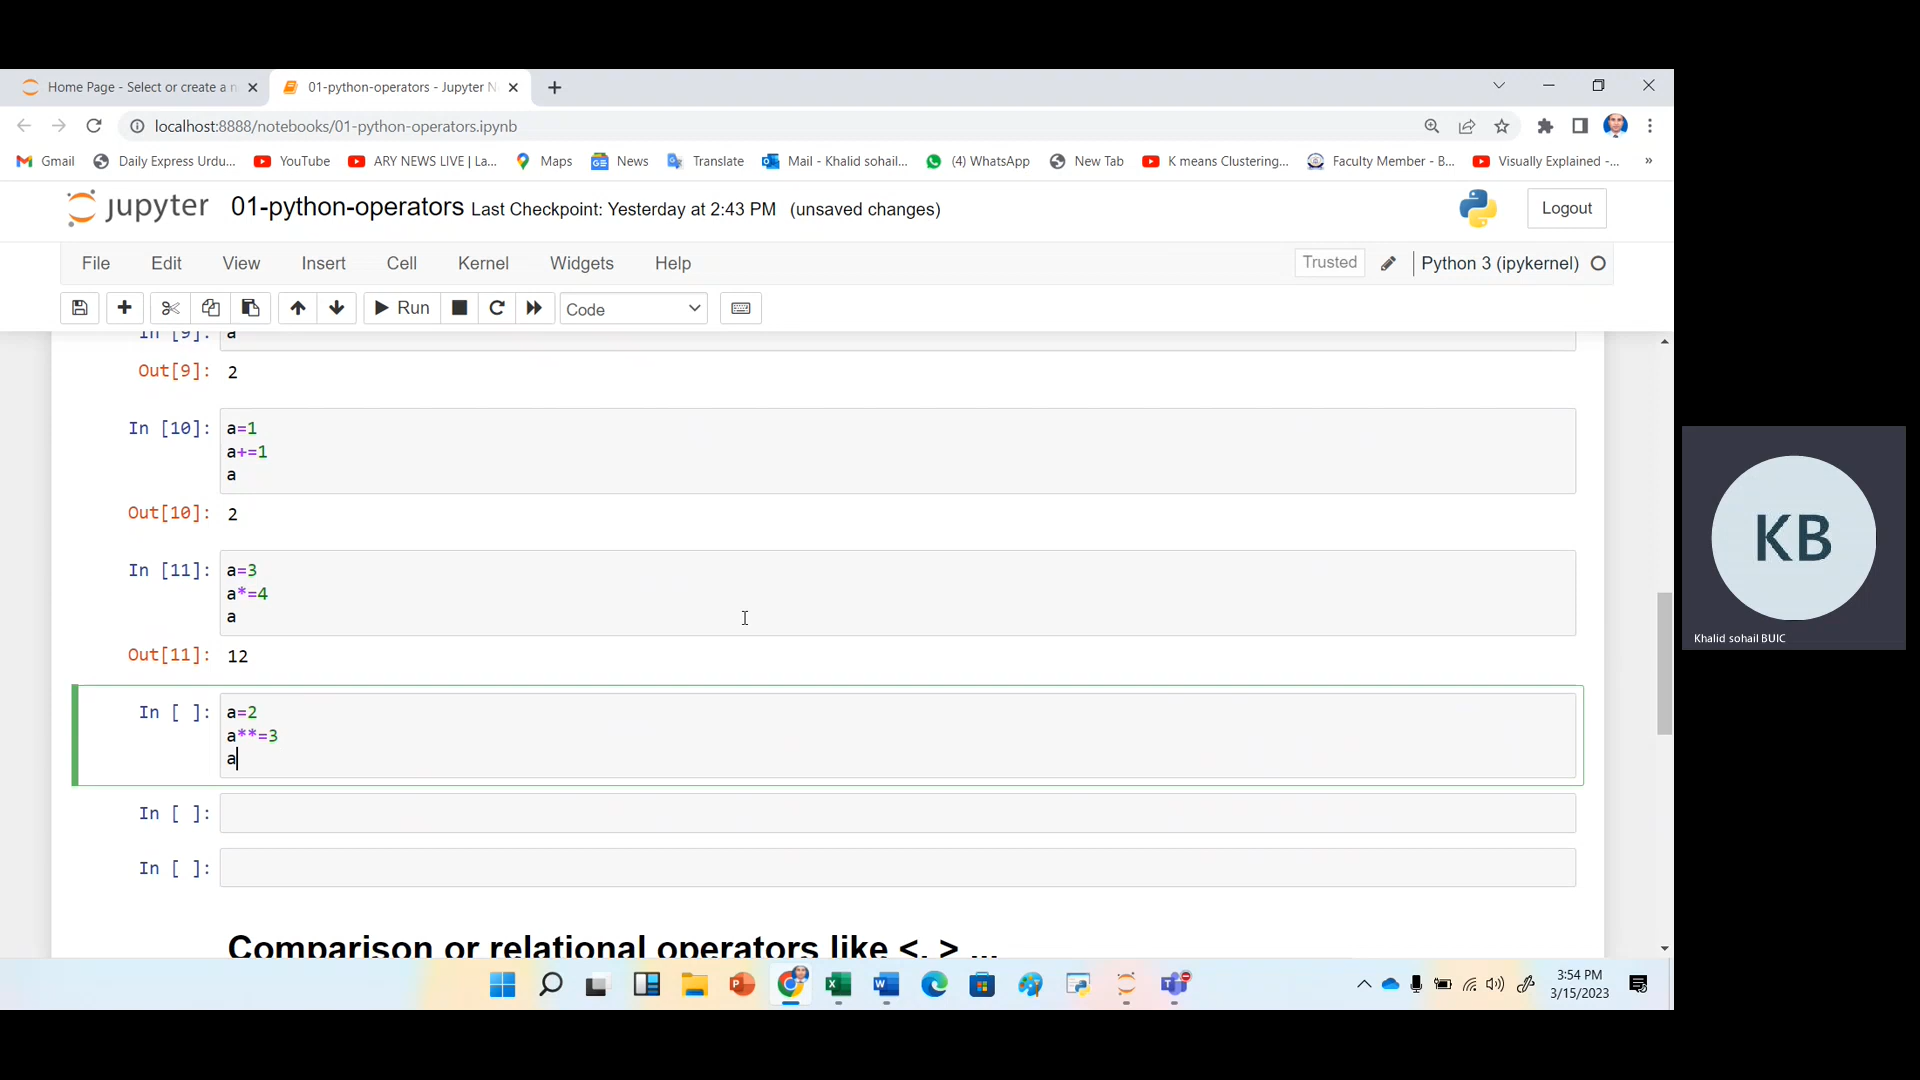 Home Page - Select or create a n
01-python-operators - Jupyter N
localhost:8888/notebooks/01-python-operators.ipynb
Gmail
Daily Express Urdu...
YouTube
ARY NEWS LIVE | La...
Maps
News
Translate
Mail - Khalid sohail...
(4) WhatsApp
New Tab
K means Clustering...
Faculty Member - B...
Visually Explained -...
»
jupyter 01-python-operators Last Checkpoint: Yesterday at 2:43 PM (unsaved changes)
Logout
File Edit View Insert Cell Kernel Widgets Help
Trusted
Python 3 (ipykernel)
Run
Code
In [9]: a
Out[9]: 2
In [10]: a=1
a+=1
a
Out[10]: 2
In [11]: a=3
a*=4
a
Out[11]: 12
In [ ]: a=2
a**=3
a
In [ ]:
In [ ]:
Comparison or relational operators like <, > ...
KB
Khalid sohail BUIC
3:54 PM
3/15/2023